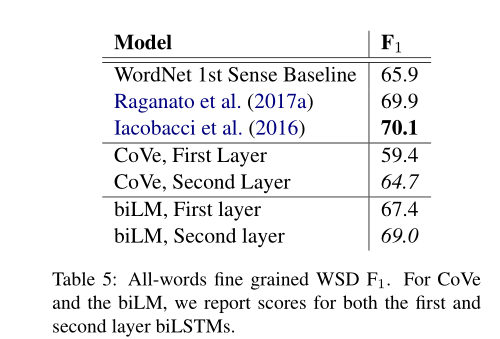 Model F₁
WordNet 1st Sense Baseline 65.9
Raganato et al. (2017a) 69.9
Iacobacci et al. (2016) 70.1
CoVe, First Layer 59.4
CoVe, Second Layer 64.7
biLM, First layer 67.4
biLM, Second layer 69.0
Table 5: All-words fine grained WSD F₁. For CoVe
and the biLM, we report scores for both the first and
second layer biLSTMs.